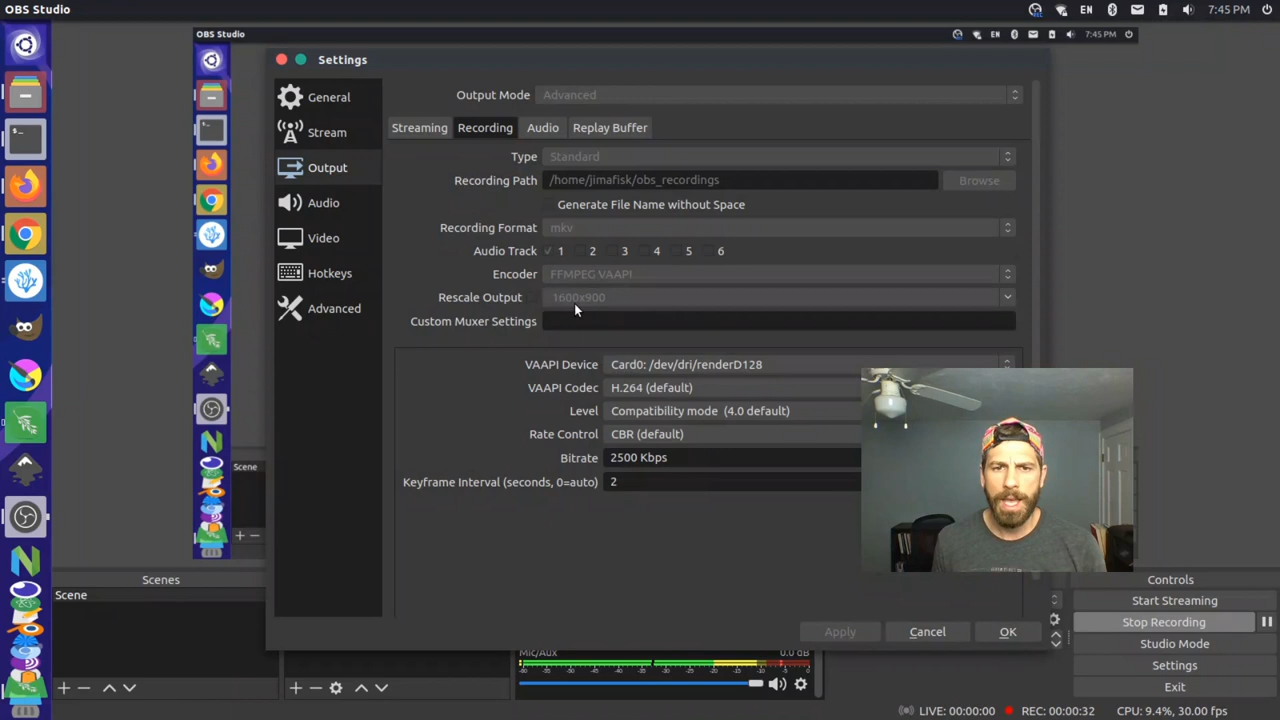 OBS Studio
EN
7:45 PM
OBS Studio
EN
7:45 PM
Settings
General
Stream
Output
Audio
Video
Hotkeys
Advanced
Output Mode
Advanced
Streaming
Recording
Audio
Replay Buffer
Type
Standard
Recording Path
/home/jimafisk/obs_recordings
Browse
Generate File Name without Space
Recording Format
mkv
Audio Track
1
2
3
4
5
6
Encoder
FFMPEG VAAPI
Rescale Output
1600x900
Custom Muxer Settings
VAAPI Device
Card0: /dev/dri/renderD128
VAAPI Codec
H.264 (default)
Level
Compatibility mode (4.0 default)
Rate Control
CBR (default)
Bitrate
2500 Kbps
Keyframe Interval (seconds, 0=auto)
2
Apply
Cancel
OK
Scene
Scenes
Scene
Mic/Aux
0.0 dB
Controls
Start Streaming
Stop Recording
Studio Mode
Settings
Exit
LIVE: 00:00:00
REC: 00:00:32
CPU: 9.4%, 30.00 fps